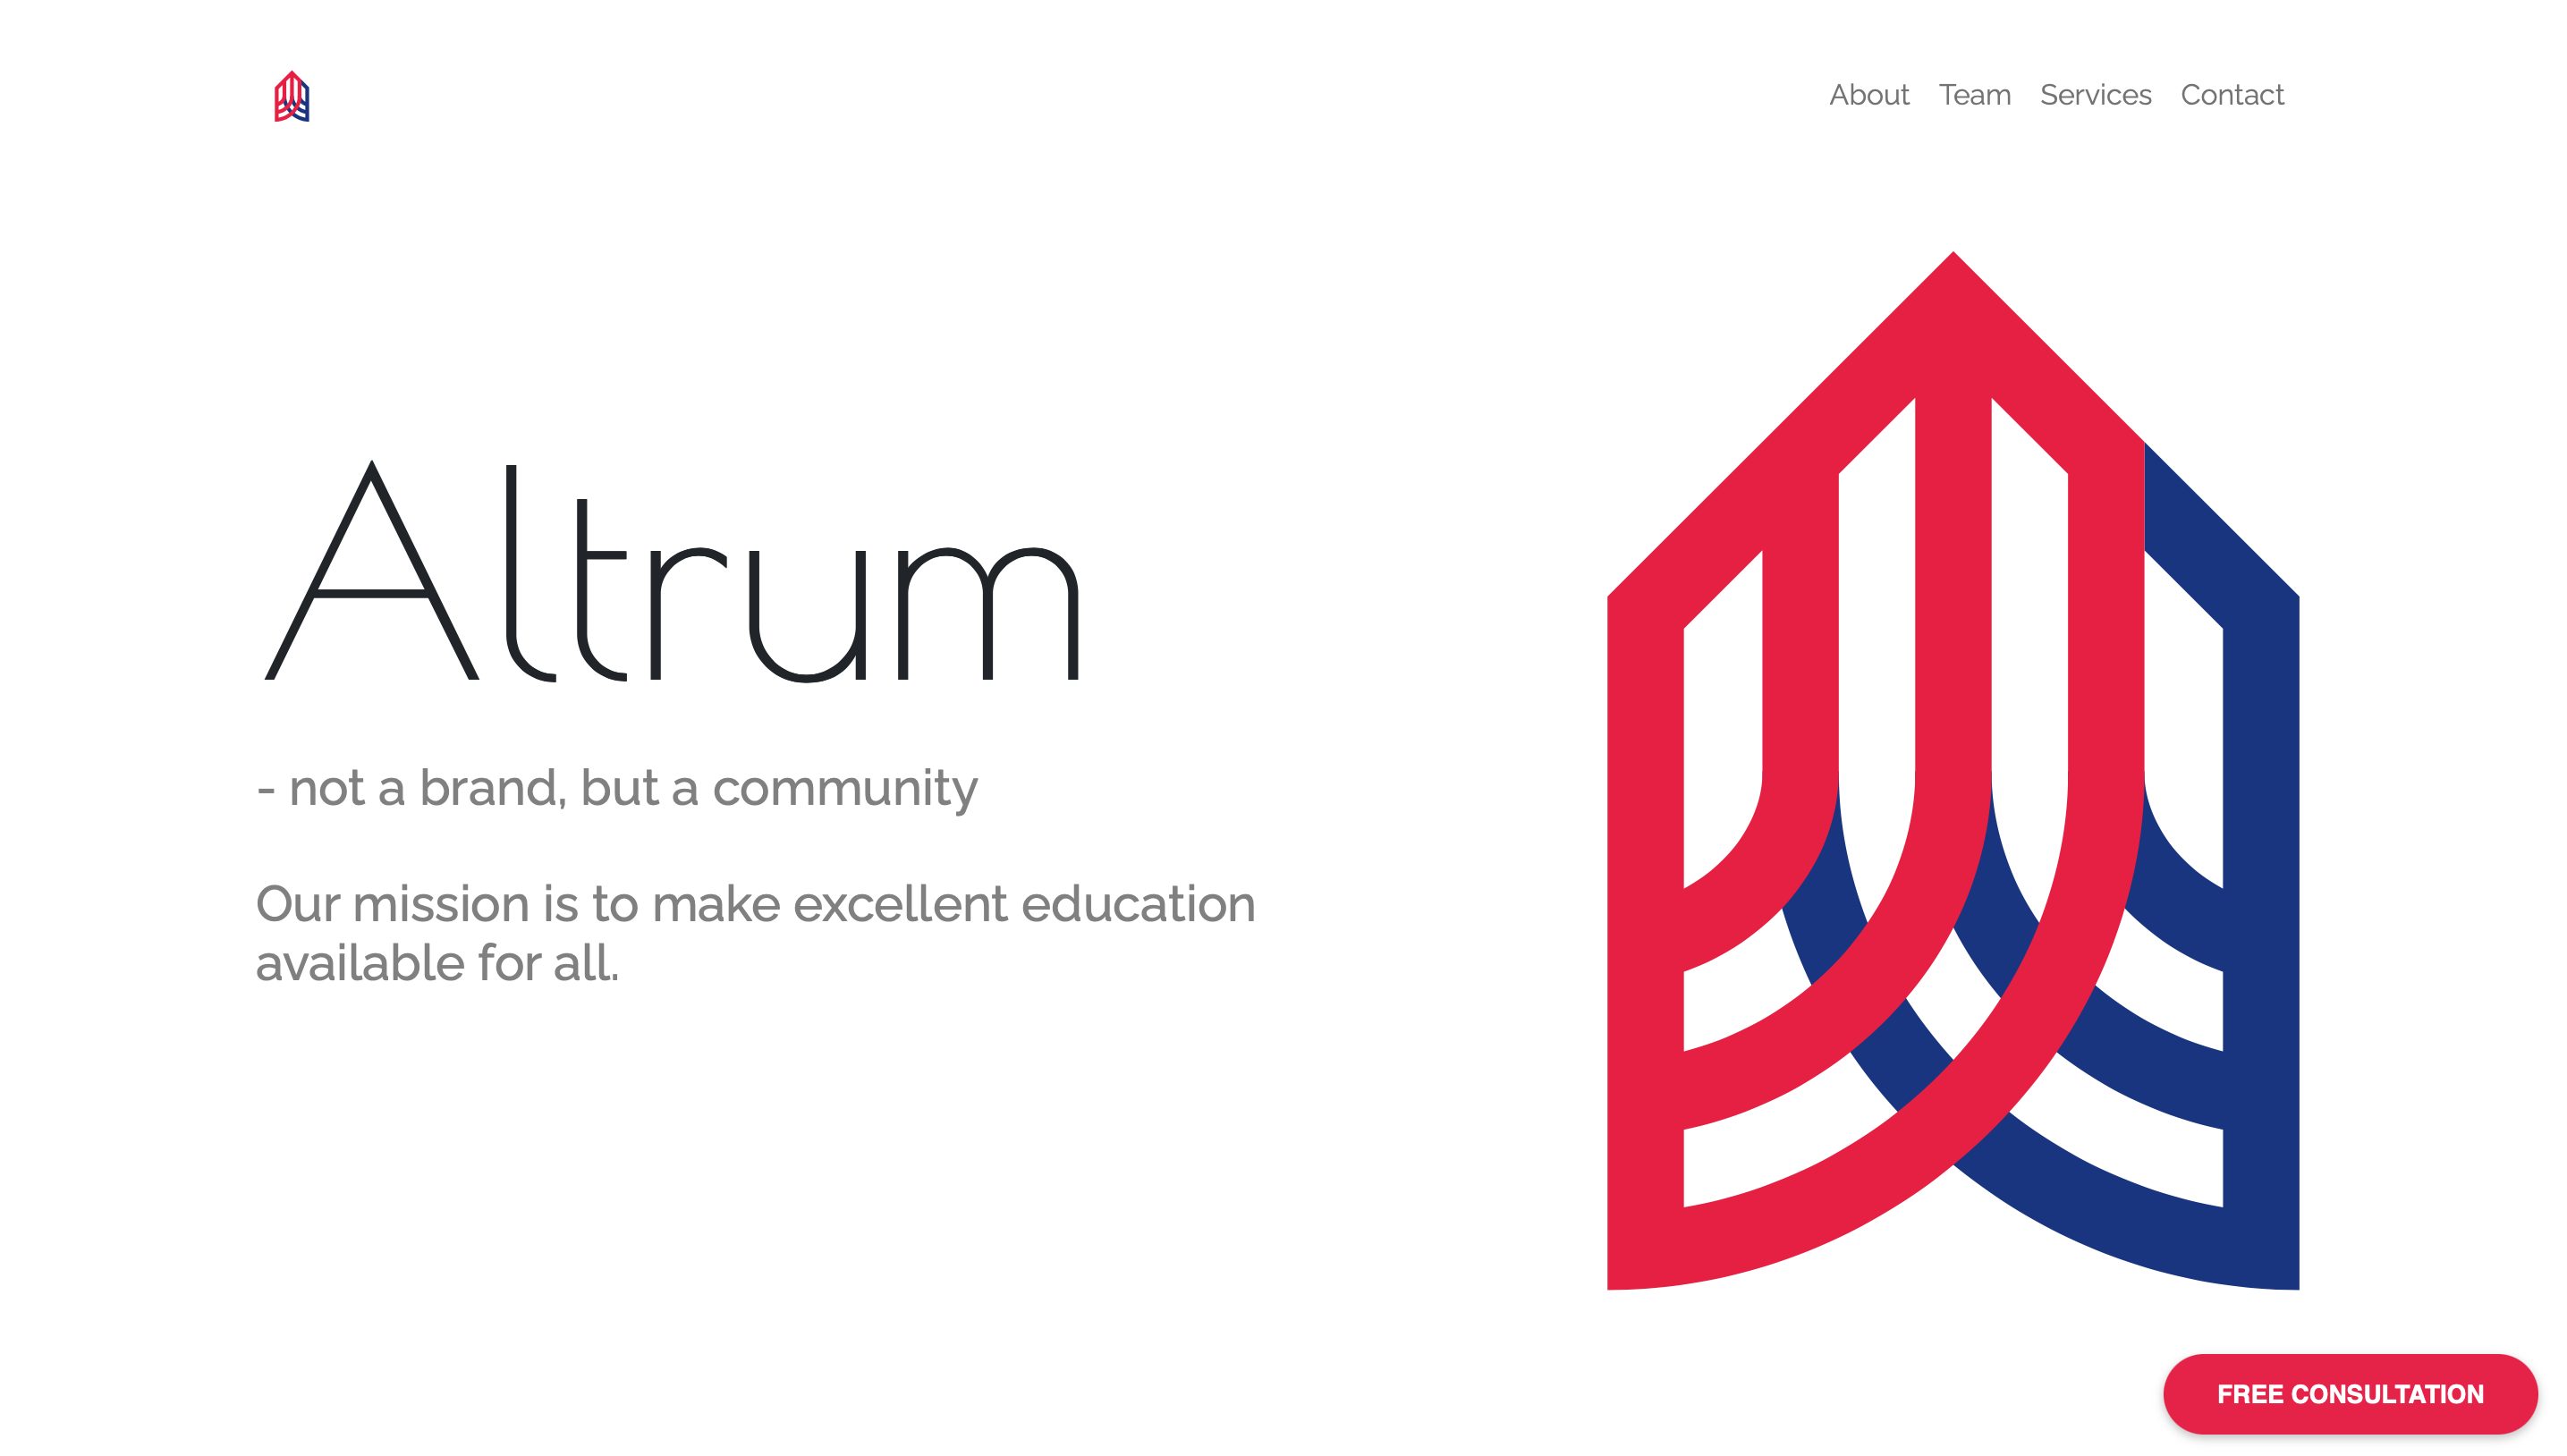 About Team Services Contact
Altrum
- not a brand, but a community
Our mission is to make excellent education
available for all.
FREE CONSULTATION